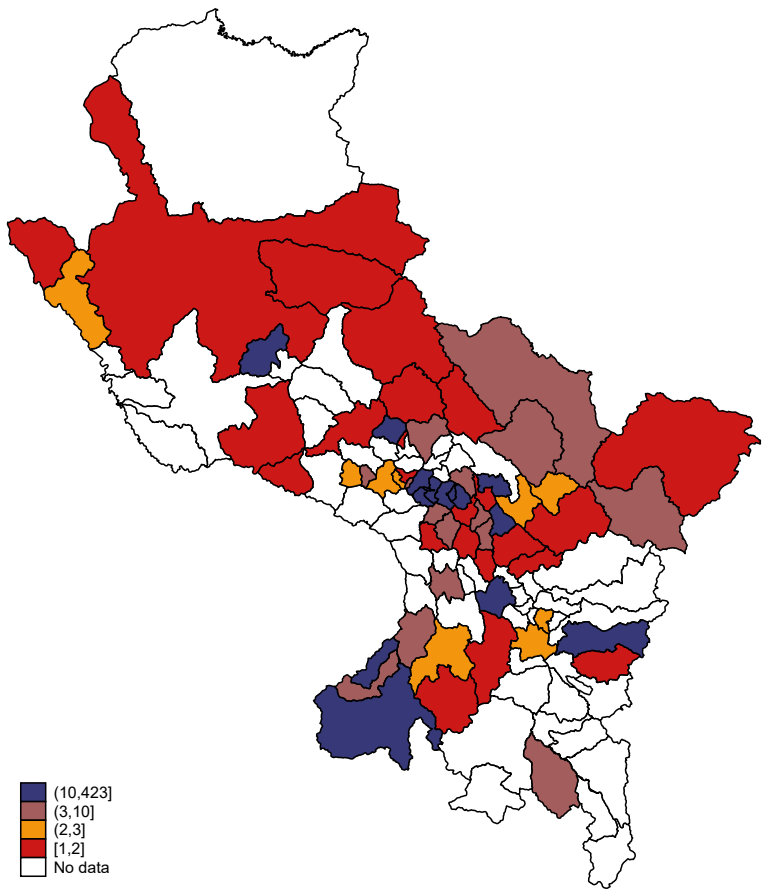 (10,423]
(3,10]
(2,3]
[1,2]
No data